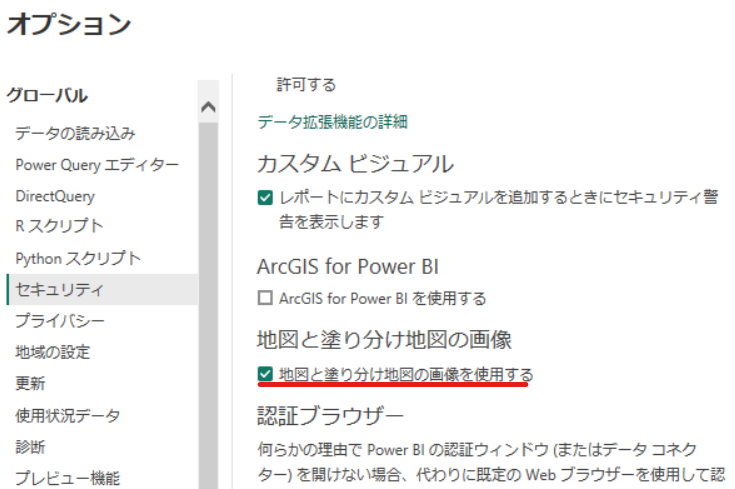 オプション
グローバル
データの読み込み
Power Query エディター
DirectQuery
R スクリプト
Python スクリプト
セキュリティ
プライバシー
地域の設定
更新
使用状況データ
診断
プレビュー機能
許可する
データ拡張機能の詳細
カスタム ビジュアル
レポートにカスタム ビジュアルを追加するときにセキュリティ警
告を表示します
ArcGIS for Power BI
ArcGIS for Power BI を使用する
地図と塗り分け地図の画像
地図と塗り分け地図の画像を使用する
認証ブラウザー
何らかの理由で Power BI の認証ウィンドウ (またはデータ コネク
ター) を開けない場合、代わりに既定の Web ブラウザーを使用して認